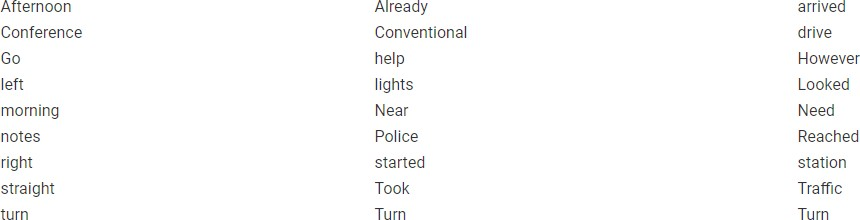 Afternoon Already arrived
Conference Conventional drive
Go help However
left lights Looked
morning Near Need
notes Police Reached
right started station
straight Took Traffic
turn Turn Turn